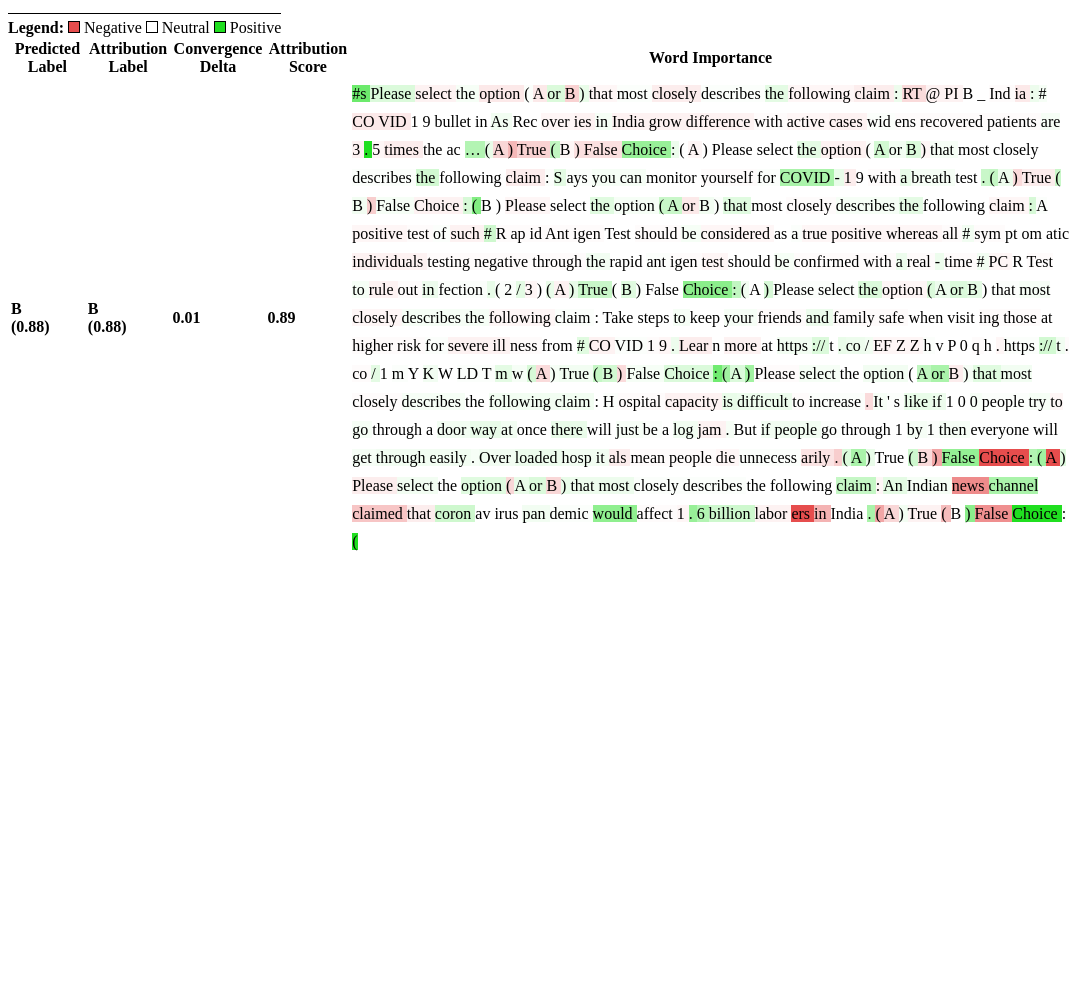 Legend: Negative Neutral Positive
Predicted Label Attribution Label Convergence Delta Attribution Score Word Importance
#s Please select the option ( A or B ) that most closely describes the following claim : RT @ PI B _ Ind ia : #
CO VID 1 9 bullet in As Rec over ies in India grow difference with active cases wid ens recovered patients are
3 . 5 times the ac … ( A ) True ( B ) False Choice : ( A ) Please select the option ( A or B ) that most closely
describes the following claim : S ays you can monitor yourself for COVID - 1 9 with a breath test . ( A ) True (
B ) False Choice : ( B ) Please select the option ( A or B ) that most closely describes the following claim : A
positive test of such # R ap id Ant igen Test should be considered as a true positive whereas all # sym pt om atic
individuals testing negative through the rapid ant igen test should be confirmed with a real - time # PC R Test
to rule out in fection . ( 2 / 3 ) ( A ) True ( B ) False Choice : ( A ) Please select the option ( A or B ) that most
closely describes the following claim : Take steps to keep your friends and family safe when visit ing those at
higher risk for severe ill ness from # CO VID 1 9 . Lear n more at https :// t . co / EF Z Z h v P 0 q h . https :// t .
co / 1 m Y K W LD T m w ( A ) True ( B ) False Choice : ( A ) Please select the option ( A or B ) that most
closely describes the following claim : H ospital capacity is difficult to increase . It ' s like if 1 0 0 people try to
go through a door way at once there will just be a log jam . But if people go through 1 by 1 then everyone will
get through easily . Over loaded hosp it als mean people die unnecess arily . ( A ) True ( B ) False Choice : ( A )
Please select the option ( A or B ) that most closely describes the following claim : An Indian news channel
claimed that coron av irus pan demic would affect 1 . 6 billion labor ers in India . ( A ) True ( B ) False Choice :
(
B (0.88) B (0.88) 0.01 0.89